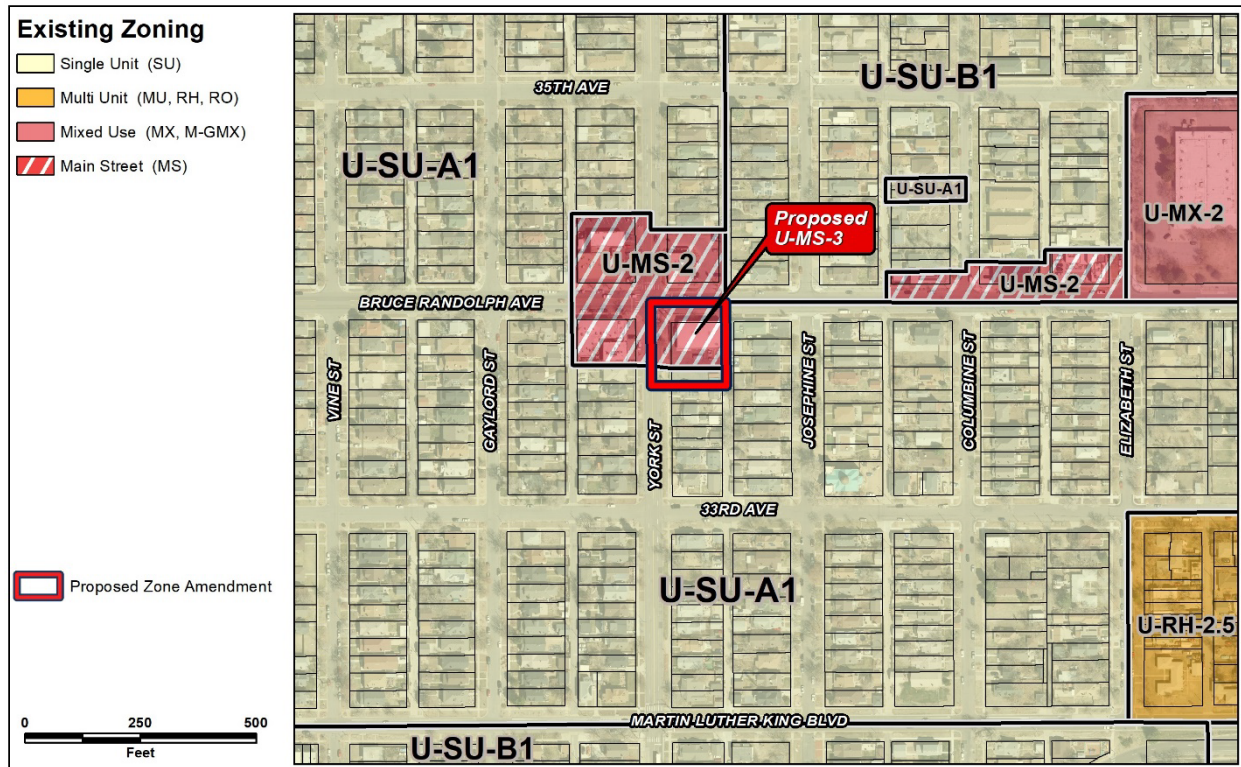 Existing Zoning
Single Unit (SU)
Multi Unit (MU, RH, RO)
Mixed Use (MX, M-GMX)
Main Street (MS)
Proposed Zone Amendment
0 250 500
Feet
35TH AVE
U-SU-B1
U-SU-A1
U-SU-A1
U-MX-2
Proposed
U-MS-3
U-MS-2
U-MS-2
BRUCE RANDOLPH AVE
VINE ST
GAYLORD ST
YORK ST
JOSEPHINE ST
COLUMBINE ST
ELIZABETH ST
33RD AVE
U-SU-A1
U-RH-2.5
MARTIN LUTHER KING BLVD
U-SU-B1